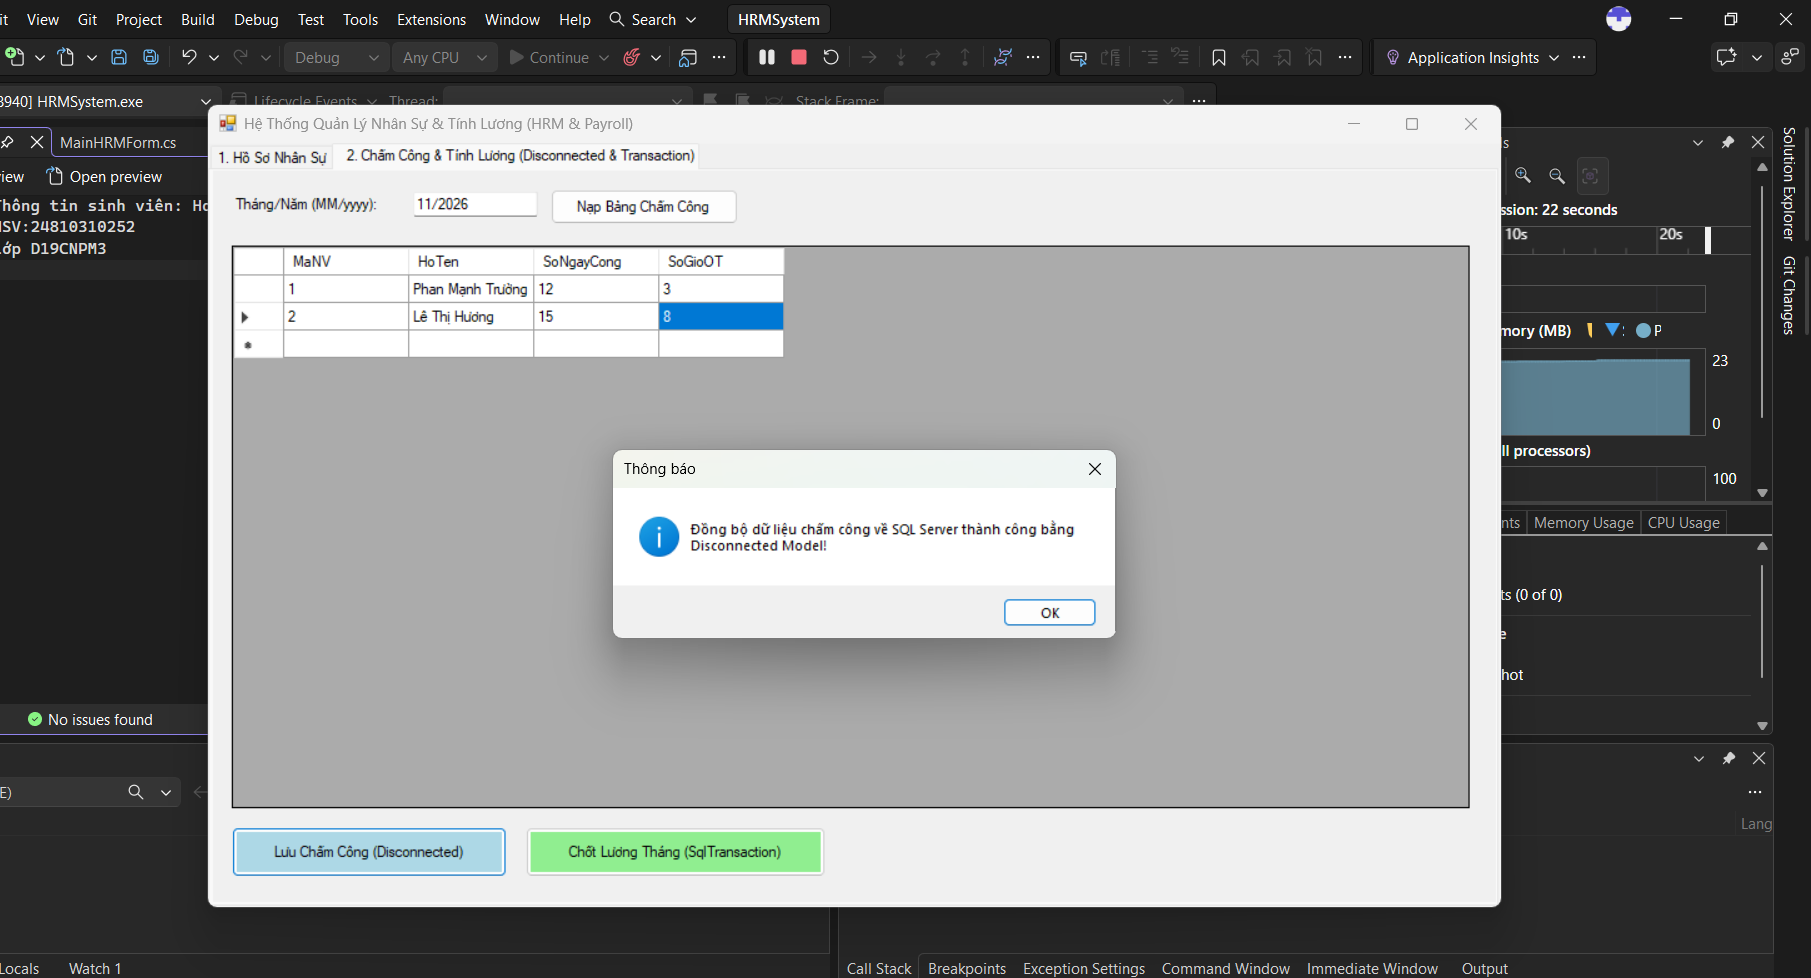 View Git Project Build Debug Test Tools Extensions Window Help Search HRMSystem
Debug Any CPU Continue Application Insights
8940] HRMSystem.exe Lifecycle Events Thread: Stack Frame:
MainHRMForm.cs
iew Open preview
Thông tin sinh viên: Ho
MSV:24810310252
Lớp D19CNPM3
No issues found
Hệ Thống Quản Lý Nhân Sự & Tính Lương (HRM & Payroll)
1. Hồ Sơ Nhân Sự 2. Chấm Công & Tính Lương (Disconnected & Transaction)
Tháng/Năm (MM/yyyy): 11/2026 Nạp Bảng Chấm Công
MaNV HoTen SoNgayCong SoGioOT
1 Phan Mạnh Trường 12 3
2 Lê Thị Hương 15 8
Thông báo
Đồng bộ dữ liệu chấm công về SQL Server thành công bằng
Disconnected Model!
OK
Lưu Chấm Công (Disconnected) Chốt Lương Tháng (SqlTransaction)
ls
ssion: 22 seconds
10s 20s
mory (MB) P
23
0
ll processors)
100
nts Memory Usage CPU Usage
ts (0 of 0)
e
hot
Solution Explorer
Git Changes
E)
Lang
Locals Watch 1
Call Stack Breakpoints Exception Settings Command Window Immediate Window Output